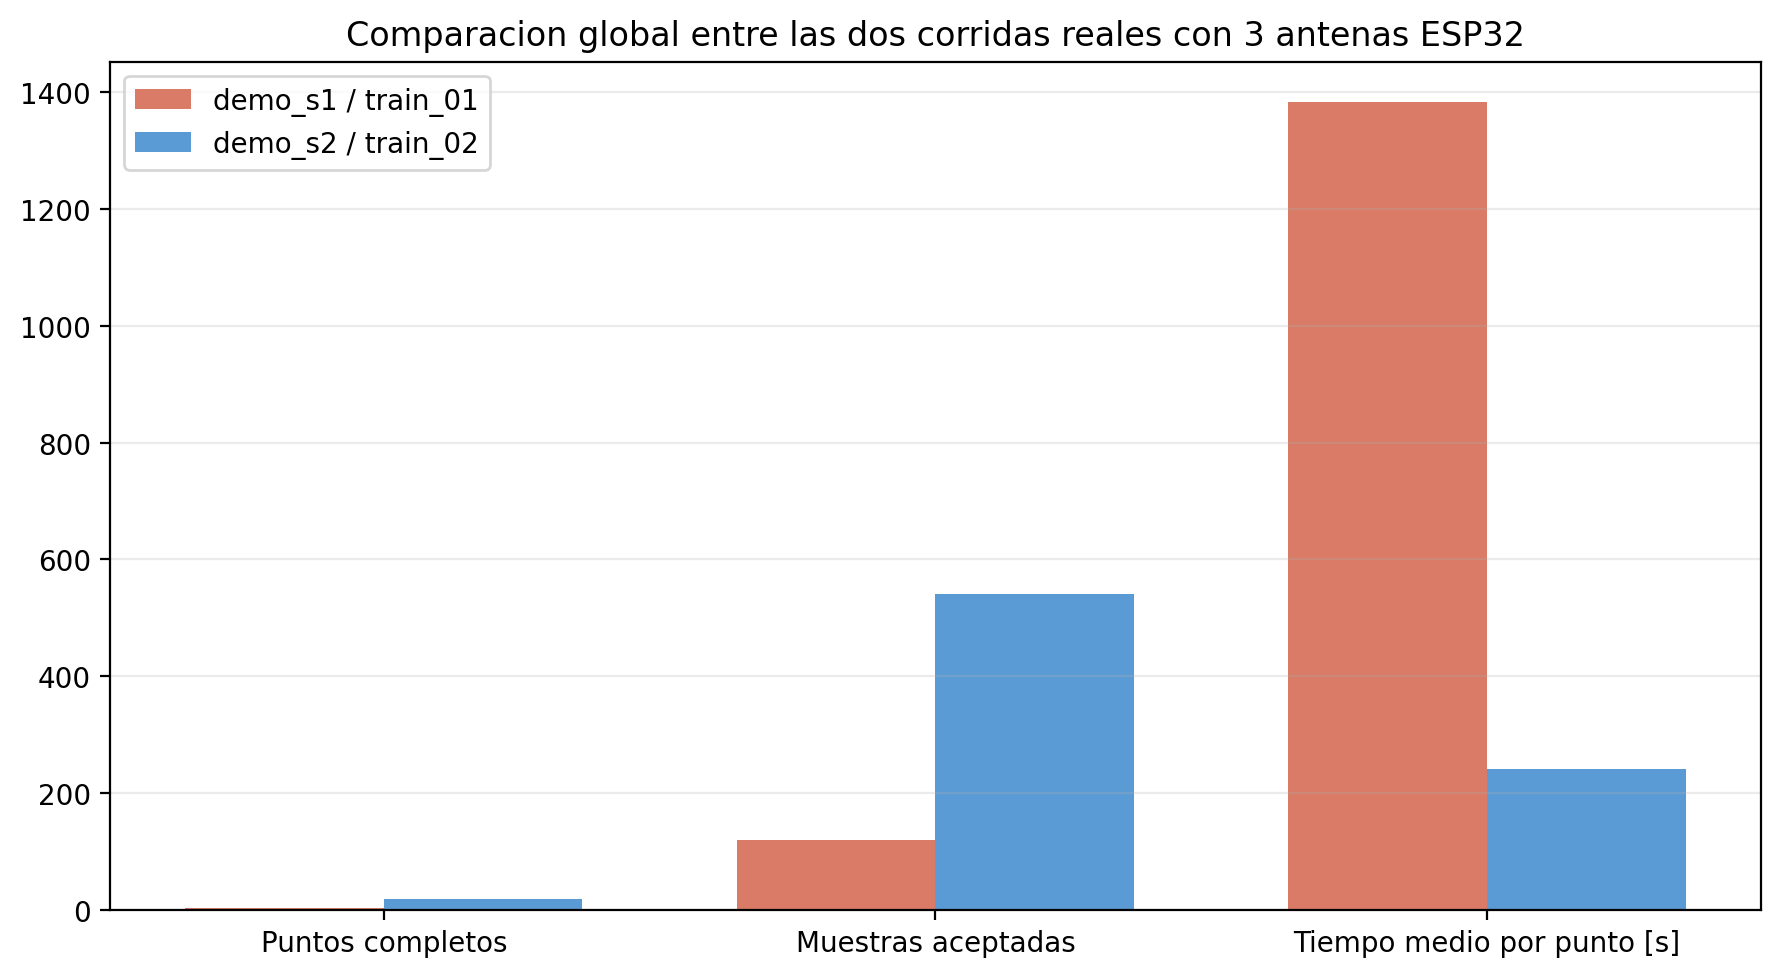 Comparacion global entre las dos corridas reales con 3 antenas ESP32
demo_s1 / train_01
demo_s2 / train_02
1400
1200
1000
800
600
400
200
0
Puntos completos
Muestras aceptadas
Tiempo medio por punto [s]